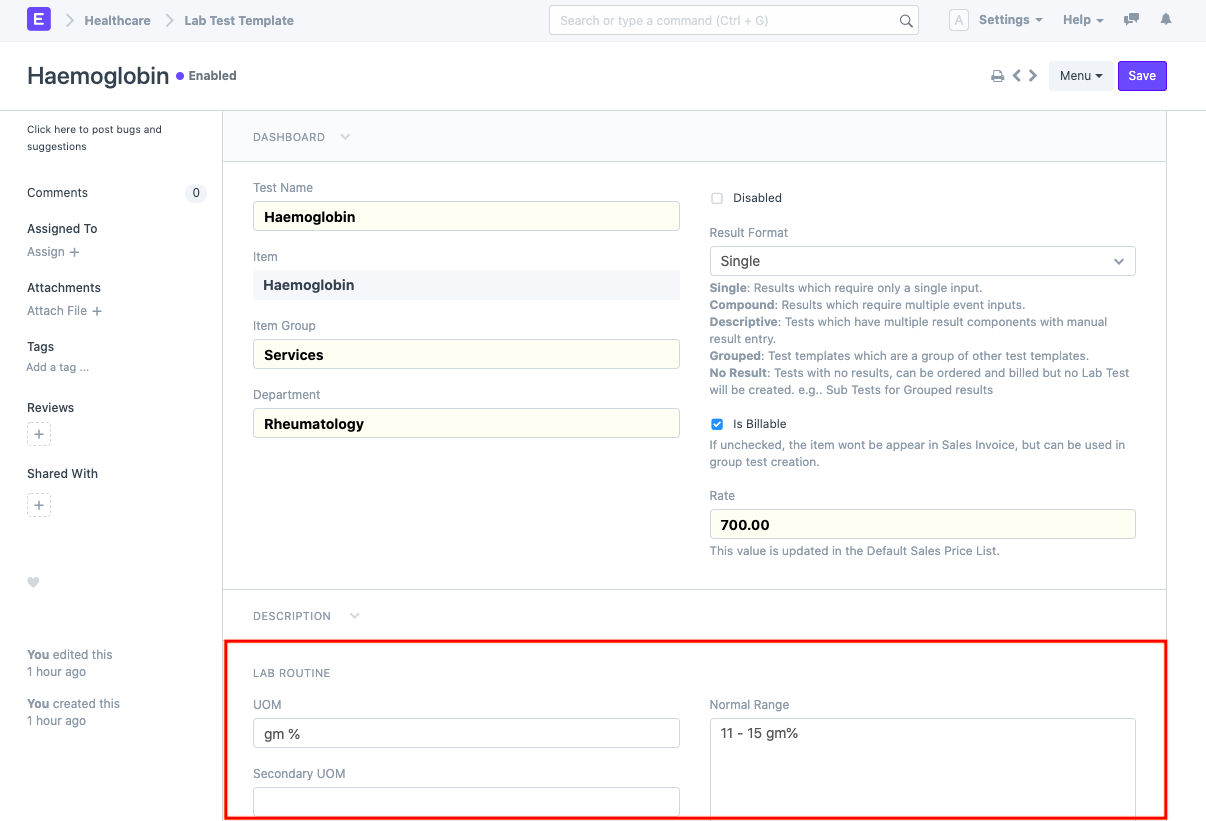 E Healthcare Lab Test Template Search or type a command (Ctrl + G) A Settings Help
Haemoglobin Enabled Menu Save
Click here to post bugs and
suggestions
Comments 0
Assigned To
Assign +
Attachments
Attach File +
Tags
Add a tag ...
Reviews
+
Shared With
+
You edited this
1 hour ago
You created this
1 hour ago
DASHBOARD
Test Name
Haemoglobin
Item
Haemoglobin
Item Group
Services
Department
Rheumatology
Disabled
Result Format
Single
Single: Results which require only a single input.
Compound: Results which require multiple event inputs.
Descriptive: Tests which have multiple result components with manual
result entry.
Grouped: Test templates which are a group of other test templates.
No Result: Tests with no results, can be ordered and billed but no Lab Test
will be created. e.g.. Sub Tests for Grouped results
Is Billable
If unchecked, the item wont be appear in Sales Invoice, but can be used in
group test creation.
Rate
700.00
This value is updated in the Default Sales Price List.
DESCRIPTION
LAB ROUTINE
UOM
gm %
Secondary UOM
Normal Range
11 - 15 gm%